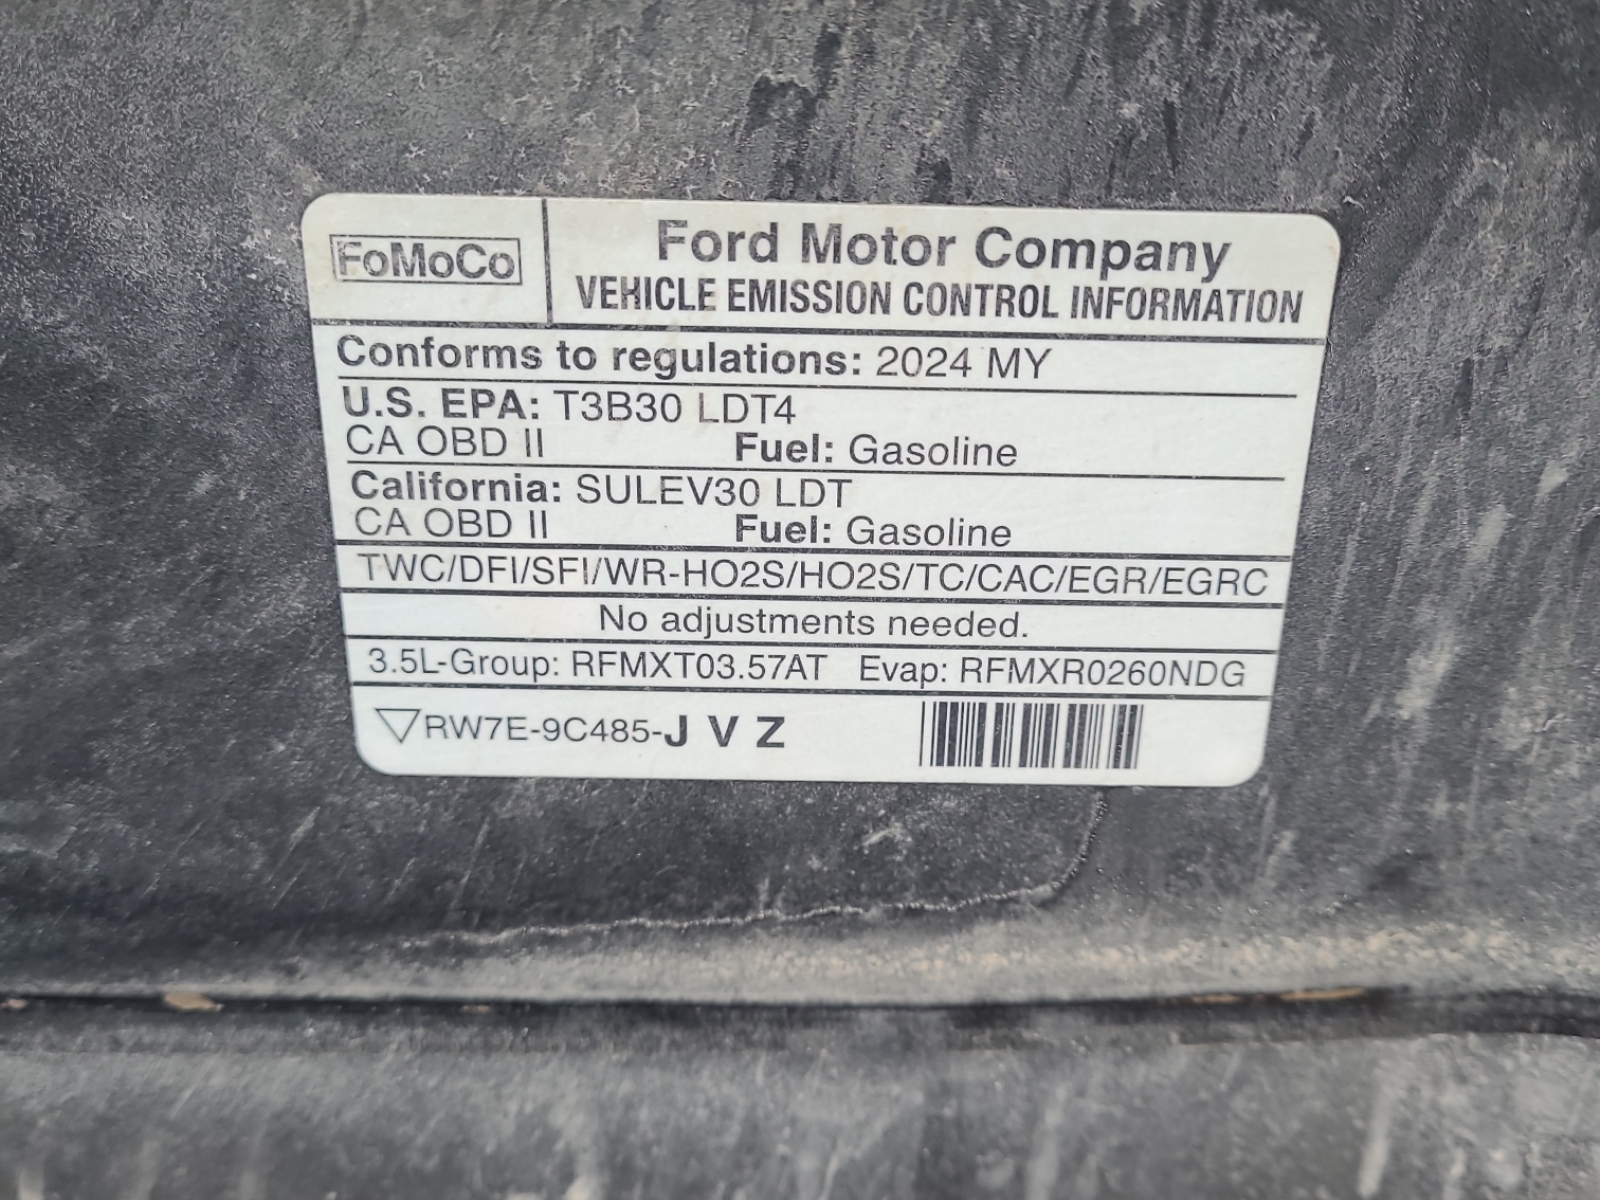 FoMoCo
Ford Motor Company
VEHICLE EMISSION CONTROL INFORMATION
Conforms to regulations: 2024 MY
U.S. EPA: T3B30 LDT4
CA OBD II Fuel: Gasoline
California: SULEV30 LDT
CA OBD II Fuel: Gasoline
TWC/DFI/SFI/WR-HO2S/HO2S/TC/CAC/EGR/EGRC
No adjustments needed.
3.5L-Group: RFMXT03.57AT Evap: RFMXR0260NDG
RW7E-9C485-J V Z